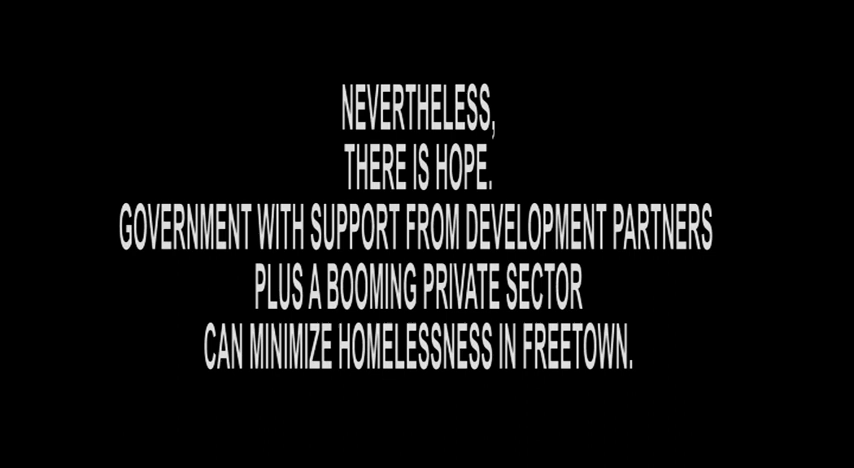 NEVERTHELESS,
THERE IS HOPE.
GOVERNMENT WITH SUPPORT FROM DEVELOPMENT PARTNERS
PLUS A BOOMING PRIVATE SECTOR
CAN MINIMIZE HOMELESSNESS IN FREETOWN.